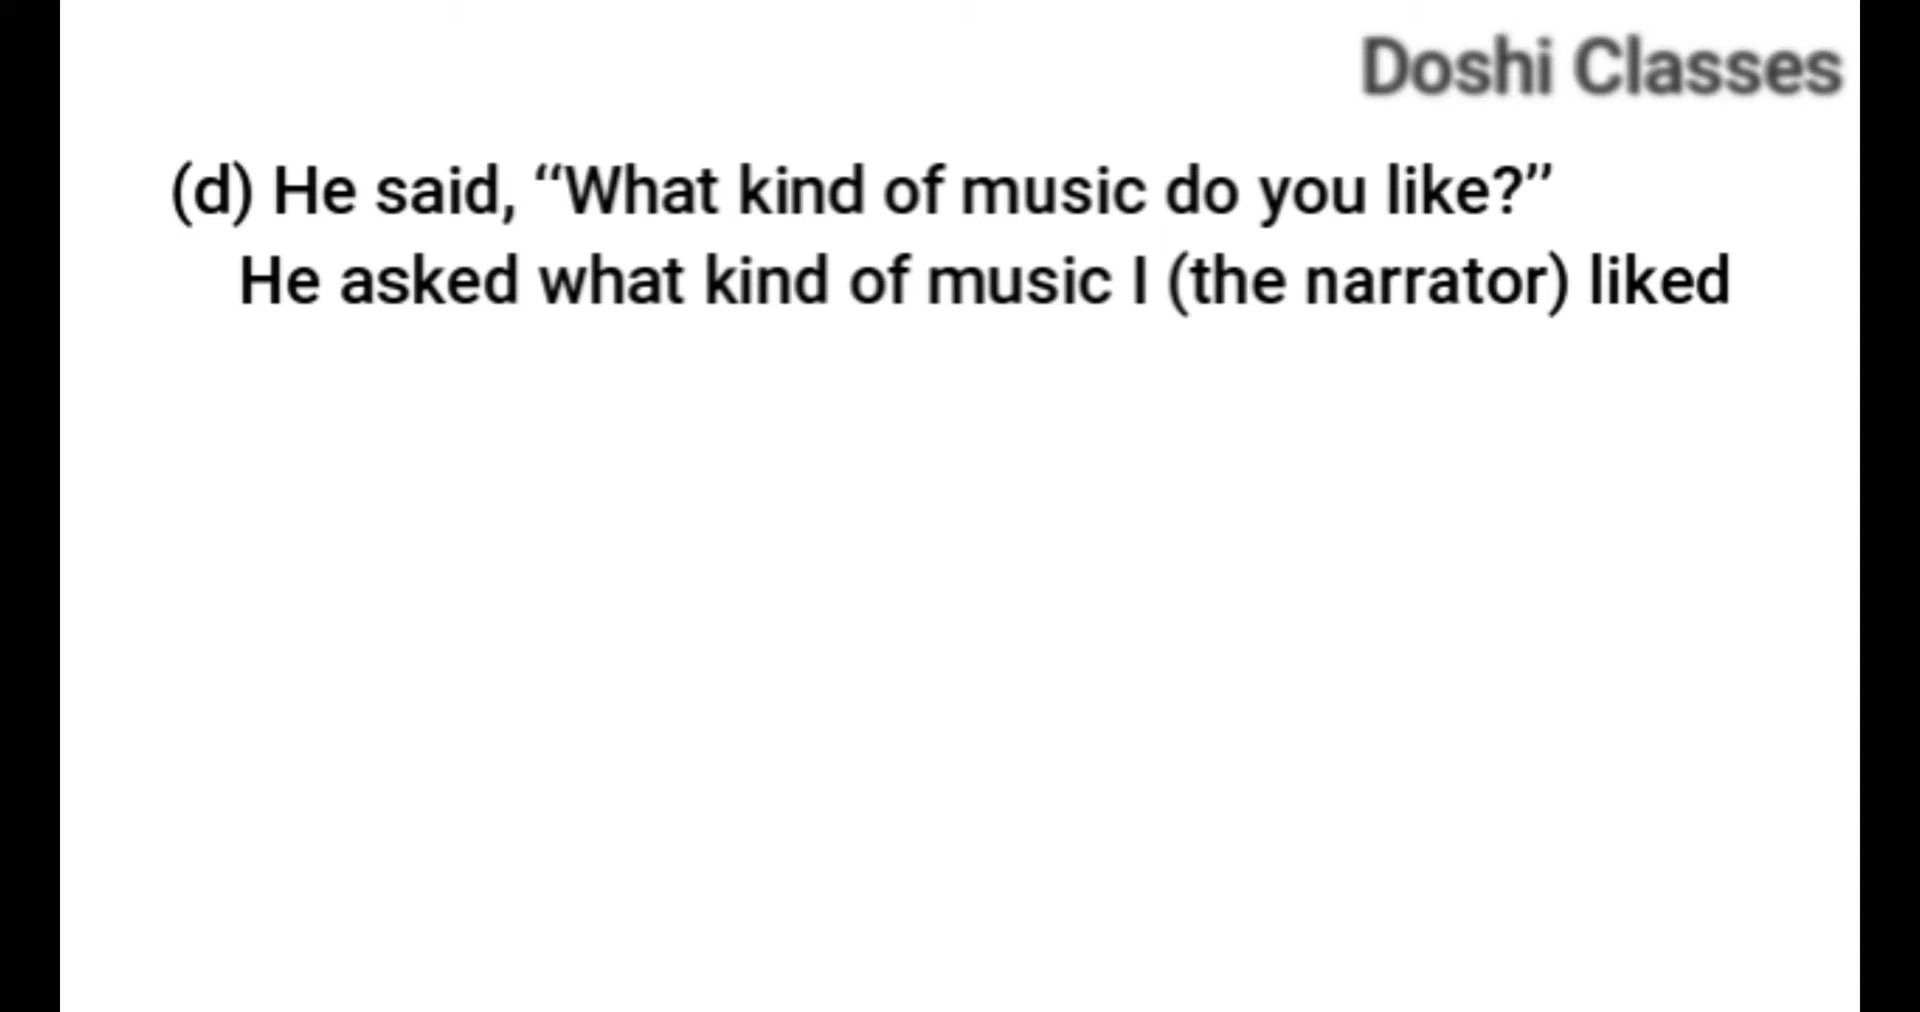 Doshi Classes
(d) He said, “What kind of music do you like?”
He asked what kind of music I (the narrator) liked